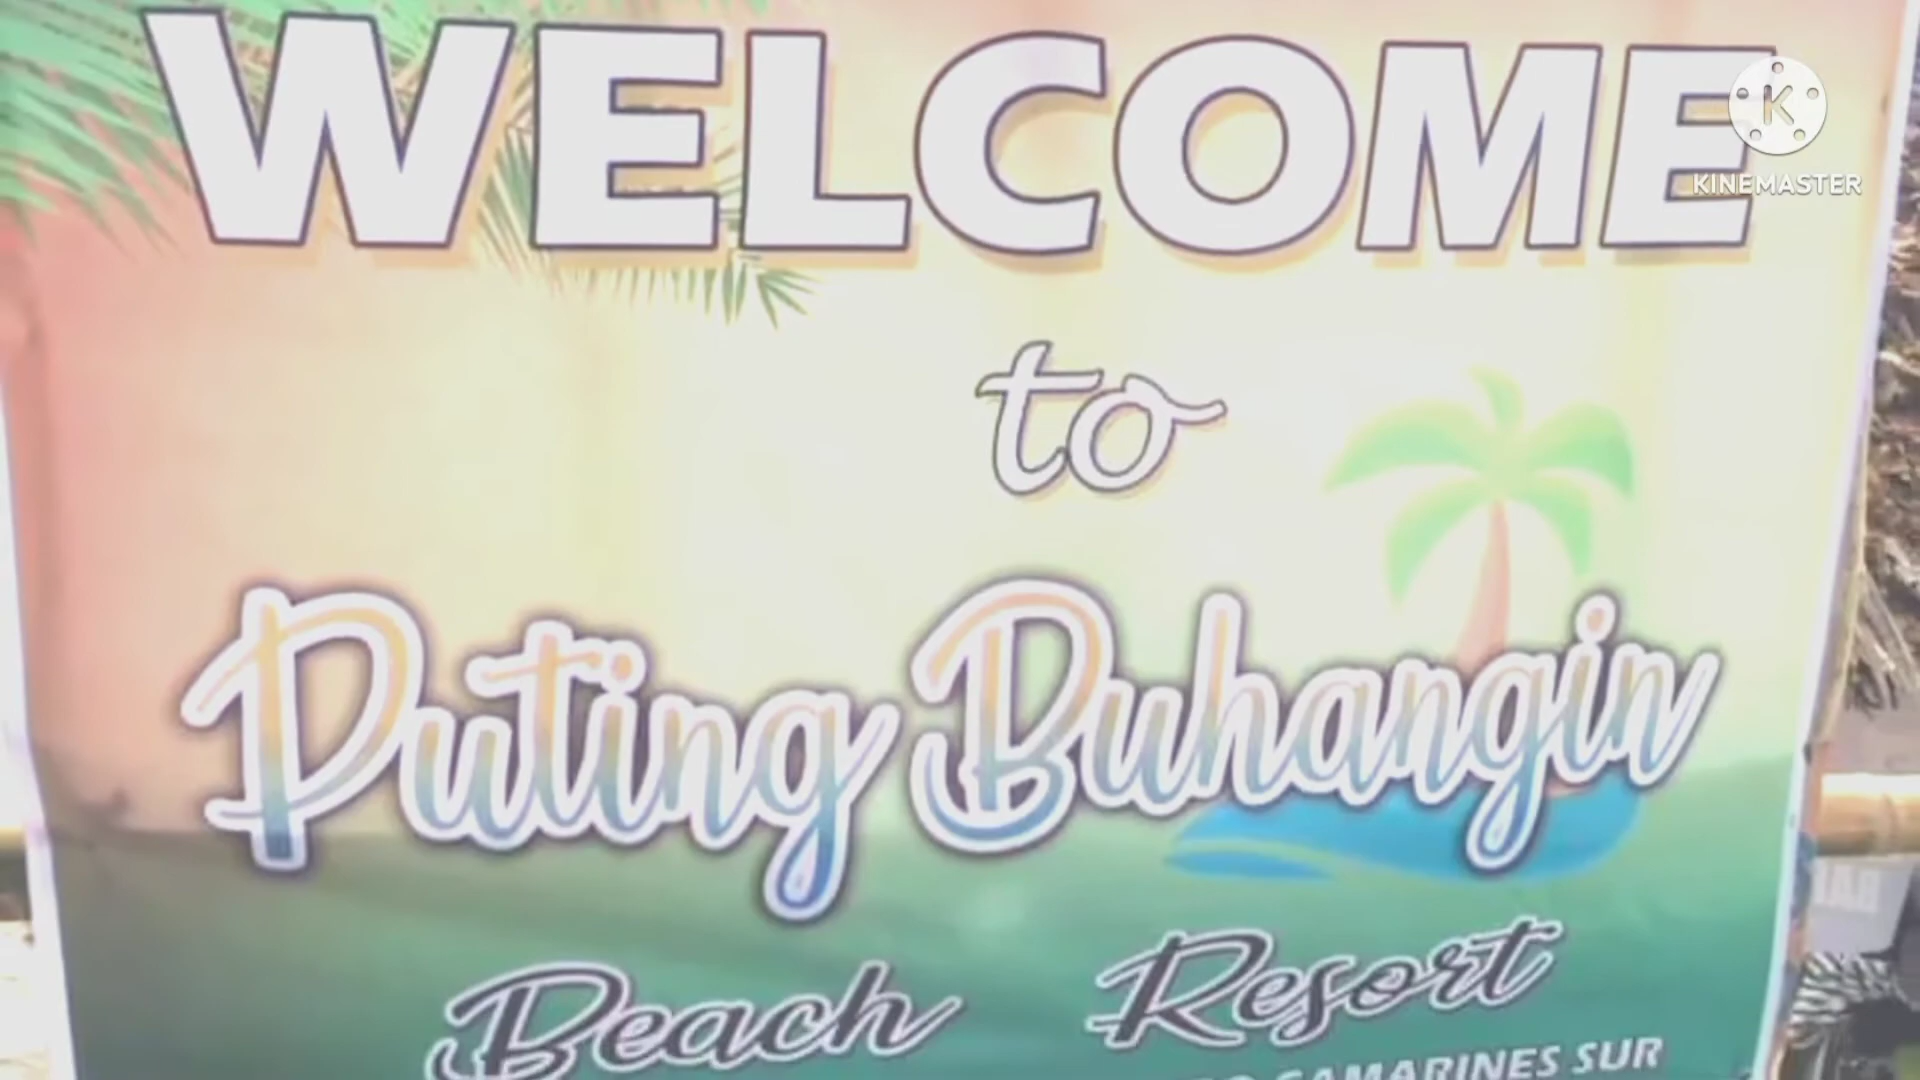 WELCOME
K
KINEMASTER
to
Puting Buhangin
Beach Resort
CAMARINES SUR